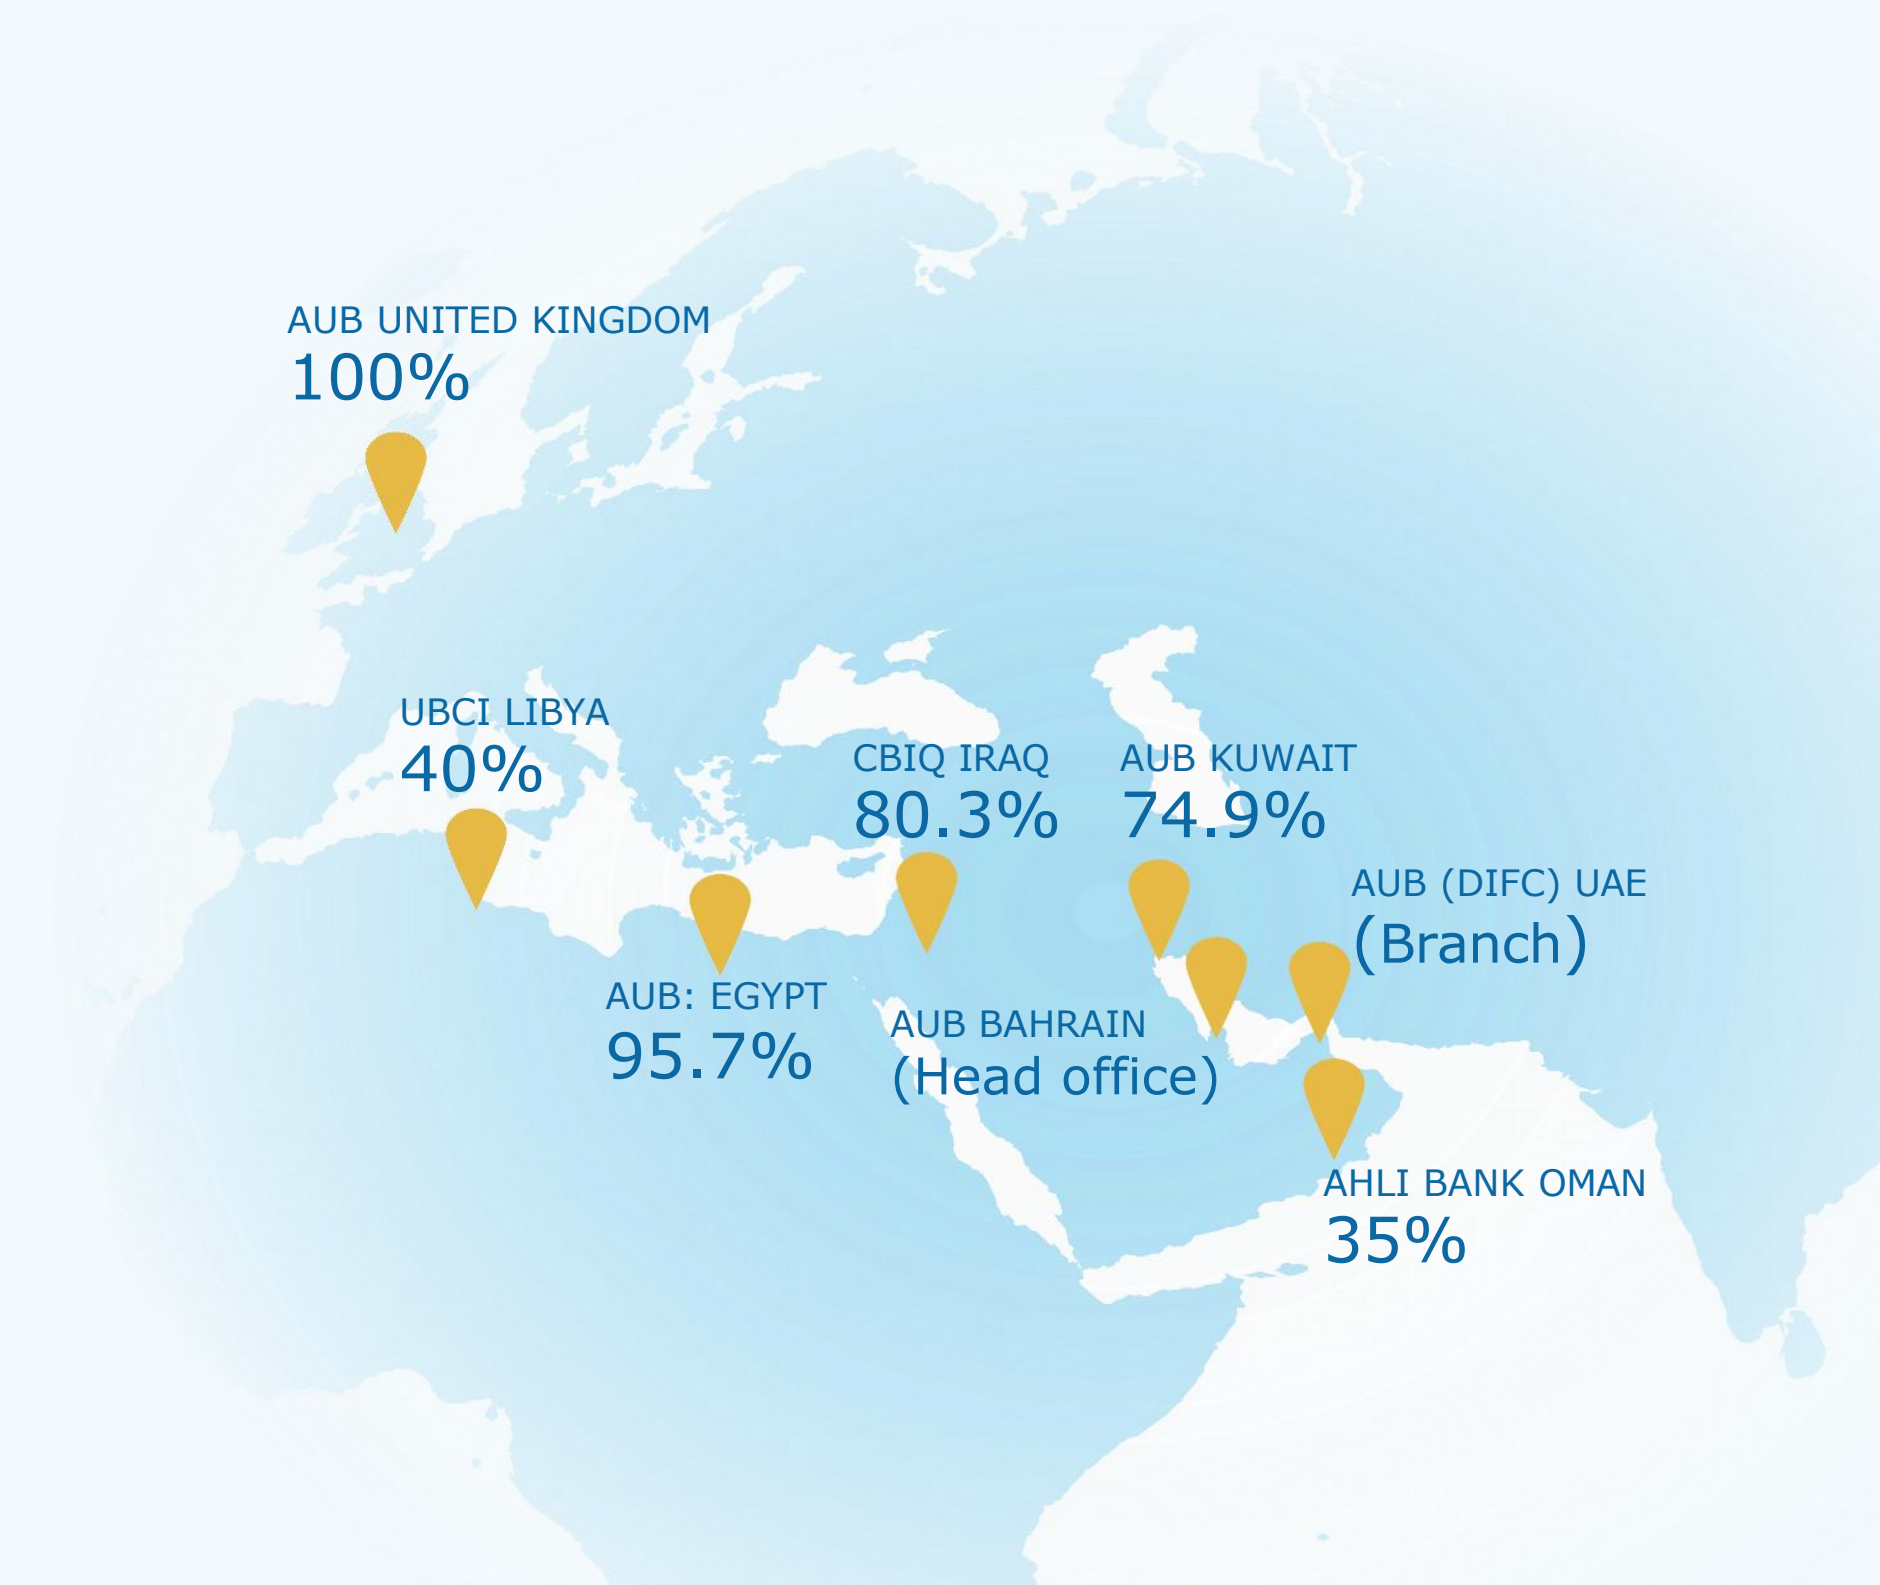 AUB UNITED KINGDOM
100%
UBCI LIBYA
40%
CBIQ IRAQ
80.3%
AUB KUWAIT
74.9%
AUB (DIFC) UAE
(Branch)
AUB: EGYPT
95.7%
AUB BAHRAIN
(Head office)
AHLI BANK OMAN
35%